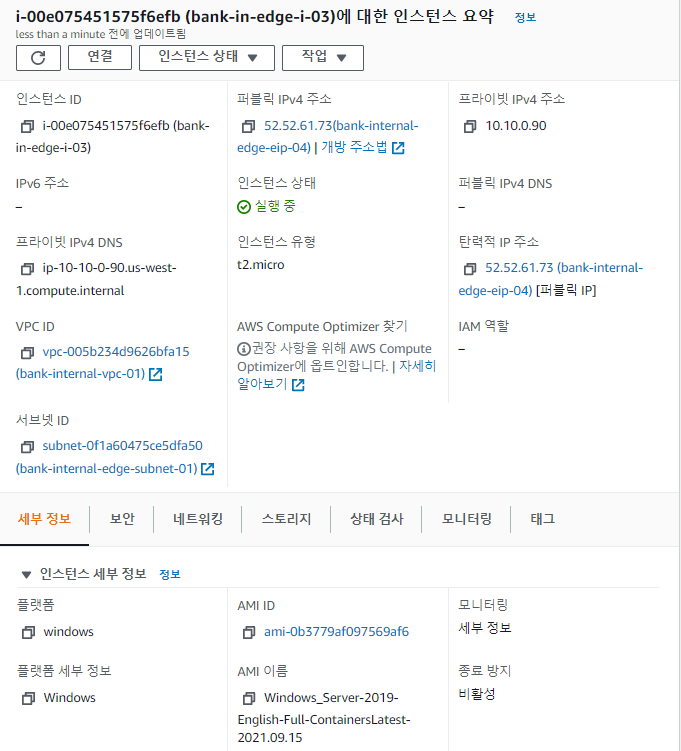 i-00e075451575f6efb (bank-in-edge-i-03)에 대한 인스턴스 요약 정보
less than a minute 전에 업데이트됨
연결 인스턴스 상태 ▼ 작업 ▼
인스턴스 ID
i-00e075451575f6efb (bank-
in-edge-i-03)
퍼블릭 IPv4 주소
52.52.61.73(bank-internal-
edge-eip-04) | 개방 주소법
프라이빗 IPv4 주소
10.10.0.90
IPv6 주소
–
인스턴스 상태
실행 중
퍼블릭 IPv4 DNS
–
프라이빗 IPv4 DNS
ip-10-10-0-90.us-west-
1.compute.internal
인스턴스 유형
t2.micro
탄력적 IP 주소
52.52.61.73 (bank-internal-
edge-eip-04) [퍼블릭 IP]
VPC ID
vpc-005b234d9626bfa15
(bank-internal-vpc-01)
AWS Compute Optimizer 찾기
권장 사항을 위해 AWS Compute
Optimizer에 옵트인합니다. | 자세히
알아보기
IAM 역할
–
서브넷 ID
subnet-0f1a60475ce5dfa50
(bank-internal-edge-subnet-01)
세부 정보 보안 네트워킹 스토리지 상태 검사 모니터링 태그
▼ 인스턴스 세부 정보 정보
플랫폼
windows
AMI ID
ami-0b3779af097569af6
모니터링
세부 정보
플랫폼 세부 정보
Windows
AMI 이름
Windows_Server-2019-
English-Full-ContainersLatest-
2021.09.15
종료 방지
비활성